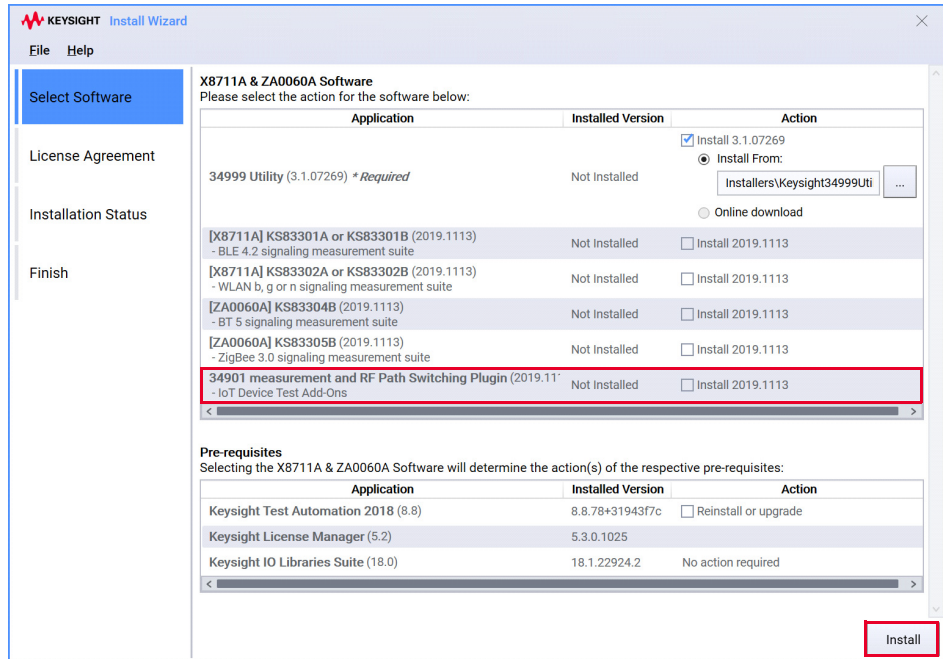 KEYSIGHT Install Wizard
File Help
Select Software
License Agreement
Installation Status
Finish
X8711A & ZA0060A Software
Please select the action for the software below:
Application Installed Version Action
34999 Utility (3.1.07269) * Required Not Installed Install 3.1.07269
Install From:
Installers\Keysight34999Uti ...
Online download
[X8711A] KS83301A or KS83301B (2019.1113) Not Installed Install 2019.1113
- BLE 4.2 signaling measurement suite
[X8711A] KS83302A or KS83302B (2019.1113) Not Installed Install 2019.1113
- WLAN b, g or n signaling measurement suite
[ZA0060A] KS83304B (2019.1113) Not Installed Install 2019.1113
- BT 5 signaling measurement suite
[ZA0060A] KS83305B (2019.1113) Not Installed Install 2019.1113
- ZigBee 3.0 signaling measurement suite
34901 measurement and RF Path Switching Plugin (2019.11 Not Installed Install 2019.1113
- IoT Device Test Add-Ons
Pre-requisites
Selecting the X8711A & ZA0060A Software will determine the action(s) of the respective pre-requisites:
Application Installed Version Action
Keysight Test Automation 2018 (8.8) 8.8.78+31943f7c Reinstall or upgrade
Keysight License Manager (5.2) 5.3.0.1025
Keysight IO Libraries Suite (18.0) 18.1.22924.2 No action required
Install